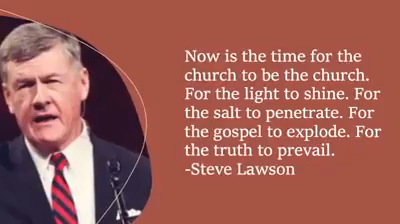 Now is the time for the
church to be the church.
For the light to shine. For
the salt to penetrate. For
the gospel to explode. For
the truth to prevail.
-Steve Lawson